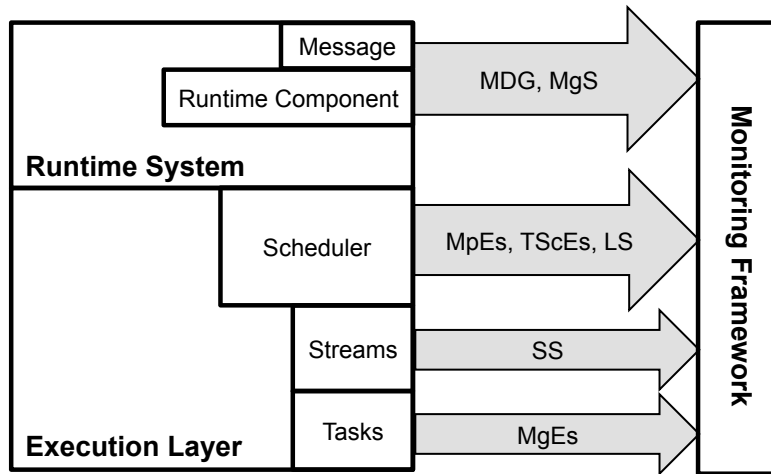 Message
Runtime Component
MDG, MgS
Runtime System
Scheduler
MpEs, TScEs, LS
Streams
SS
Tasks
MgEs
Execution Layer
Monitoring Framework